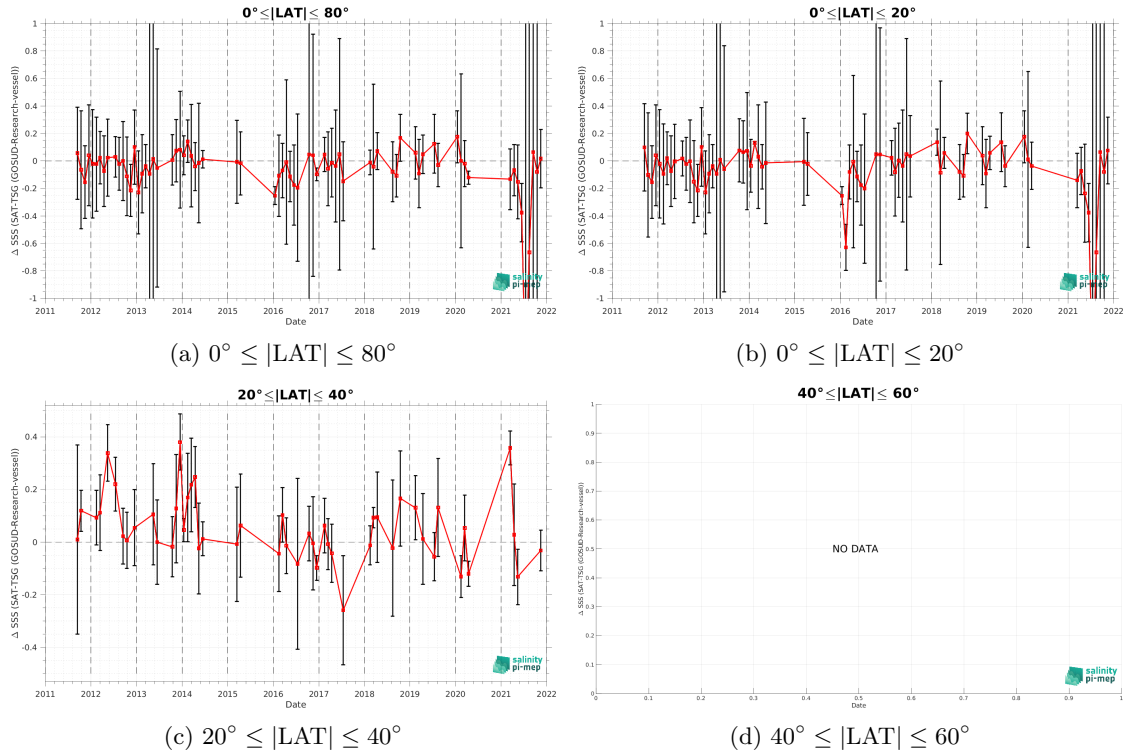 0°≤|LAT|≤ 80°
Δ SSS (SAT-TSG (GOSUD-Research-vessel))
1
0.8
0.6
0.4
0.2
0
-0.2
-0.4
-0.6
-0.8
-1
2011 2012 2013 2014 2015 2016 2017 2018 2019 2020 2021 2022
Date
salinity
pi-mep
(a) 0° ≤ |LAT| ≤ 80°
0°≤|LAT|≤ 20°
Δ SSS (SAT-TSG (GOSUD-Research-vessel))
1
0.8
0.6
0.4
0.2
0
-0.2
-0.4
-0.6
-0.8
-1
2011 2012 2013 2014 2015 2016 2017 2018 2019 2020 2021 2022
Date
salinity
pi-mep
(b) 0° ≤ |LAT| ≤ 20°
20°≤|LAT|≤ 40°
Δ SSS (SAT-TSG (GOSUD-Research-vessel))
0.4
0.2
0
-0.2
-0.4
2011 2012 2013 2014 2015 2016 2017 2018 2019 2020 2021 2022
Date
salinity
pi-mep
(c) 20° ≤ |LAT| ≤ 40°
40°≤|LAT|≤ 60°
Δ SSS (SAT-TSG (GOSUD-Research-vessel))
1
0.9
0.8
0.7
0.6
0.5
0.4
0.3
0.2
0.1
0
NO DATA
0 0.1 0.2 0.3 0.4 0.5 0.6 0.7 0.8 0.9 1
Date
salinity
pi-mep
(d) 40° ≤ |LAT| ≤ 60°